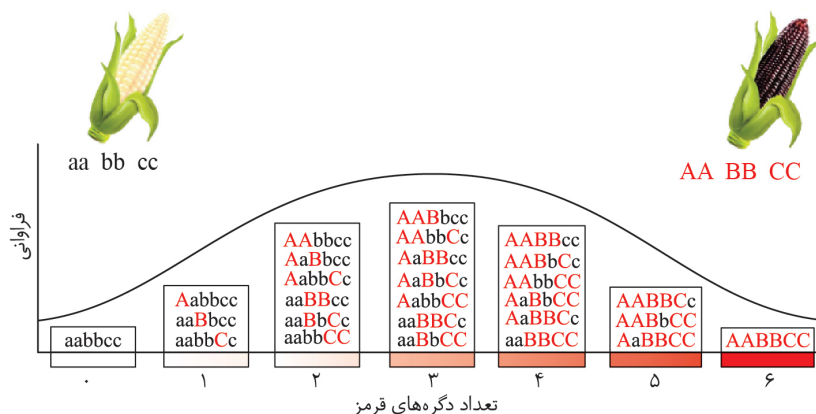 aa bb cc
AA BB CC
فراوانی
aabbcc
Aabbcc
aaBbcc
aabbCc
AAbbcc
AaBbcc
AabbCc
aaBBcc
aaBbCc
aabbCC
AABbcc
AAbbCc
AaBBcc
AaBbCc
AabbCC
aaBBCc
aaBbCC
AABBcc
AABbCc
AAbbCC
AaBbCC
AaBBCc
aaBBCC
AABBCc
AABbCC
AaBBCC
AABBCC
۰ ۱ ۲ ۳ ۴ ۵ ۶
تعداد دگره‌های قرمز